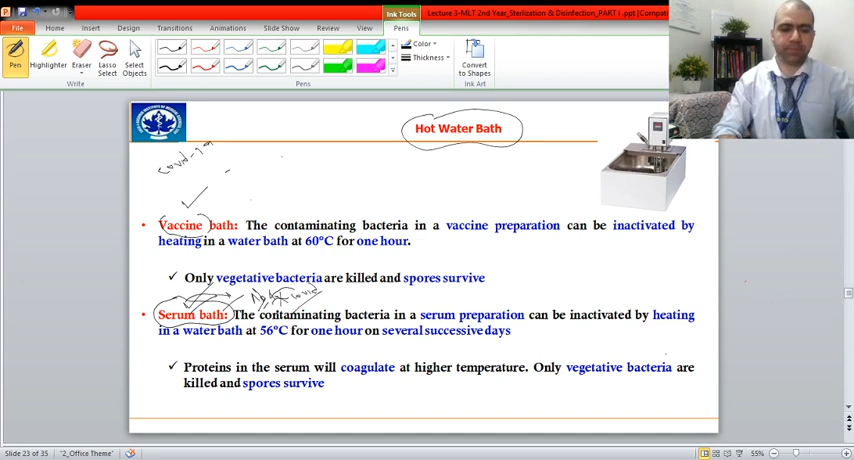 Ink Tools
Lecture 3-MLT 2nd Year_Sterlization & Disinfection_PART I .ppt [Compati
File
Home
Insert
Design
Transitions
Animations
Slide Show
Review
View
Pens
Pen
Highlighter
Eraser
Lasso Select
Select Objects
Color
Thickness
Convert to Shapes
Write
Pens
Ink Art
Hot Water Bath
Covid-19
• Vaccine bath: The contaminating bacteria in a vaccine preparation can be inactivated by
heating in a water bath at 60°C for one hour.
✓ Only vegetative bacteria are killed and spores survive
covid
• Serum bath: The contaminating bacteria in a serum preparation can be inactivated by heating
in a water bath at 56°C for one hour on several successive days
✓ Proteins in the serum will coagulate at higher temperature. Only vegetative bacteria are
killed and spores survive
Slide 23 of 35
"2_Office Theme"
55%